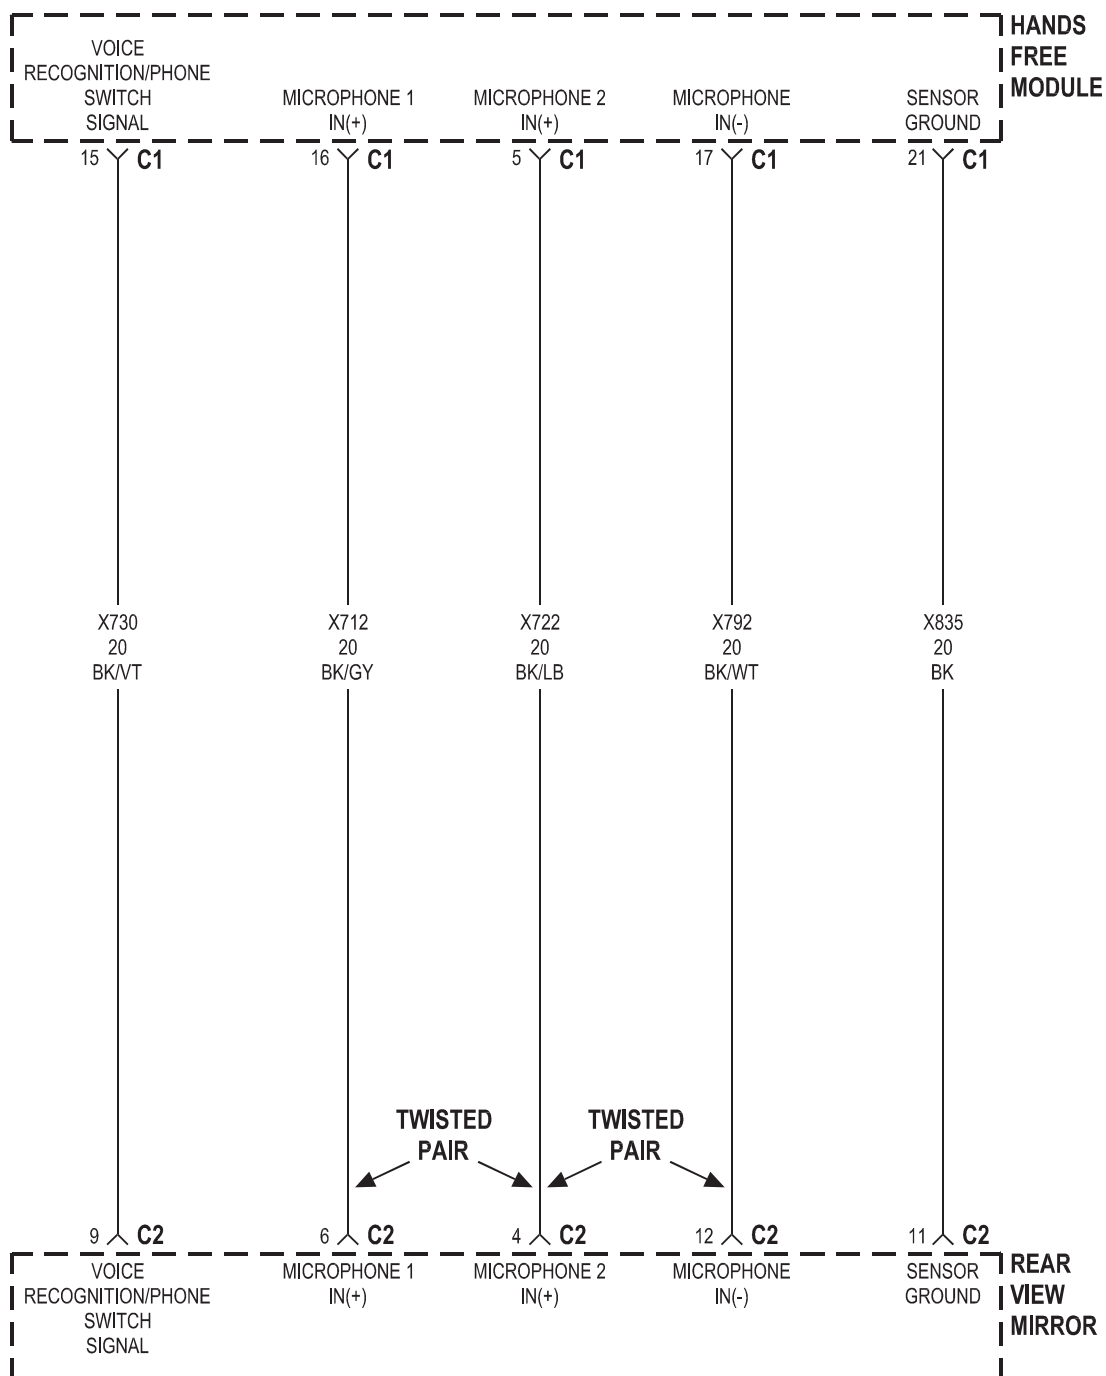 HANDS
FREE
MODULE
VOICE
RECOGNITION/PHONE
SWITCH
SIGNAL
MICROPHONE 1
IN(+)
MICROPHONE 2
IN(+)
MICROPHONE
IN(-)
SENSOR
GROUND
15 C1
16 C1
5 C1
17 C1
21 C1
X730
20
BK/VT
X712
20
BK/GY
X722
20
BK/LB
X792
20
BK/WT
X835
20
BK
TWISTED
PAIR
TWISTED
PAIR
9 C2
6 C2
4 C2
12 C2
11 C2
VOICE
RECOGNITION/PHONE
SWITCH
SIGNAL
MICROPHONE 1
IN(+)
MICROPHONE 2
IN(+)
MICROPHONE
IN(-)
SENSOR
GROUND
REAR
VIEW
MIRROR